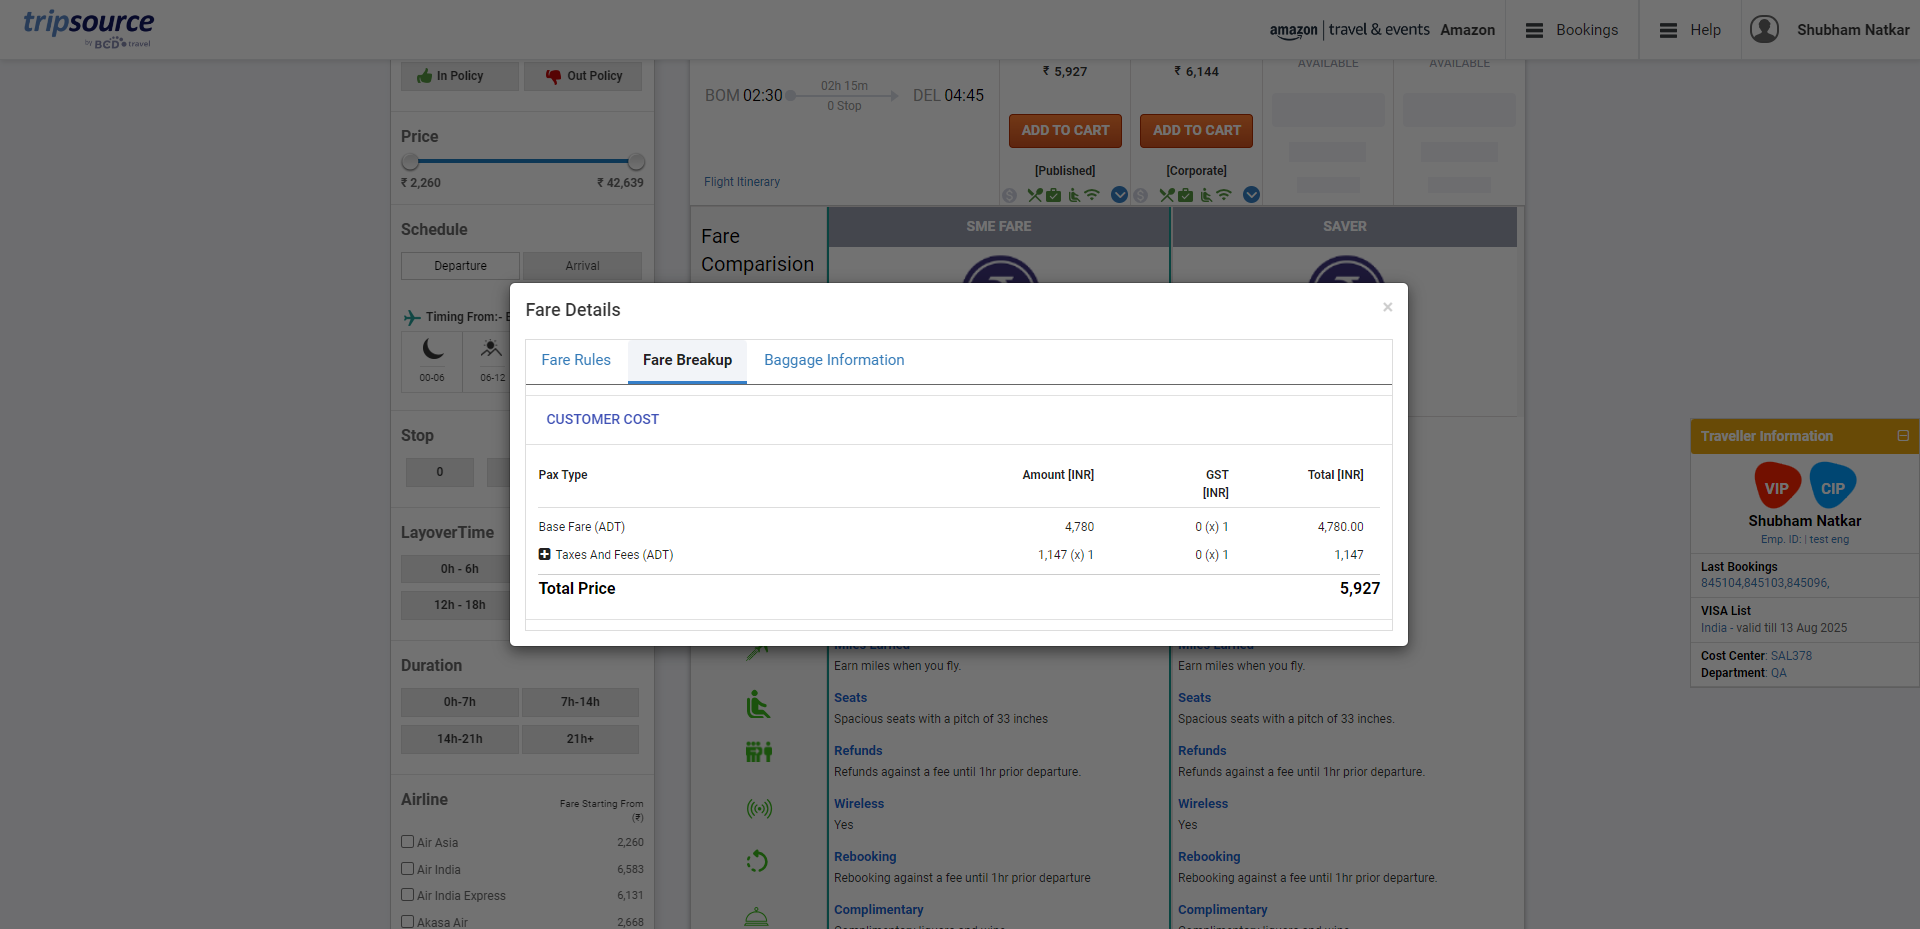 tripsource
by BCD travel
amazon | travel & events Amazon
Bookings
Help
Shubham Natkar
In Policy
Out Policy
Price
₹ 2,260
₹ 42,639
Schedule
Departure
Arrival
Timing From:- B
00-06
06-12
Stop
0
LayoverTime
0h - 6h
12h - 18h
Duration
0h-7h
7h-14h
14h-21h
21h+
Airline
Fare Starting From
(₹)
Air Asia 2,260
Air India 6,583
Air India Express 6,131
Akasa Air 2,668
BOM 02:30
02h 15m
0 Stop
DEL 04:45
Flight Itinerary
₹ 5,927
ADD TO CART
[Published]
₹ 6,144
ADD TO CART
[Corporate]
AVAILABLE
AVAILABLE
Fare
Comparision
SME FARE
SAVER
Fare Details
×
Fare Rules
Fare Breakup
Baggage Information
CUSTOMER COST
Pax Type Amount [INR] GST Total [INR]
[INR]
Base Fare (ADT) 4,780 0 (x) 1 4,780.00
Taxes And Fees (ADT) 1,147 (x) 1 0 (x) 1 1,147
Total Price 5,927
Miles Earned
Earn miles when you fly.
Seats
Spacious seats with a pitch of 33 inches
Refunds
Refunds against a fee until 1hr prior departure.
Wireless
Yes
Rebooking
Rebooking against a fee until 1hr prior departure
Complimentary
Miles Earned
Earn miles when you fly.
Seats
Spacious seats with a pitch of 33 inches.
Refunds
Refunds against a fee until 1hr prior departure.
Wireless
Yes
Rebooking
Rebooking against a fee until 1hr prior departure.
Complimentary
Traveller Information
VIP
CIP
Shubham Natkar
Emp. ID: | test eng
Last Bookings
845104,845103,845096,
VISA List
India - valid till 13 Aug 2025
Cost Center: SAL378
Department: QA